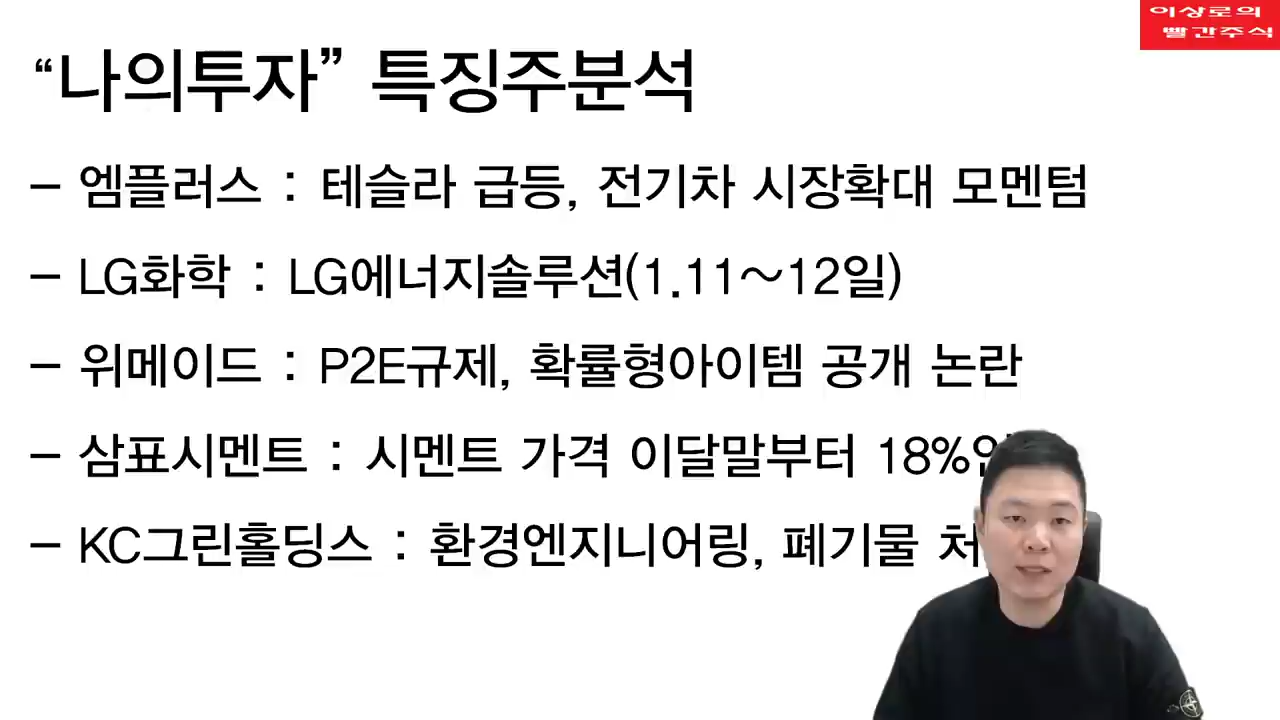 이상로의
빨간주식
“나의투자” 특징주분석
– 엠플러스 : 테슬라 급등, 전기차 시장확대 모멘텀
– LG화학 : LG에너지솔루션(1.11~12일)
– 위메이드 : P2E규제, 확률형아이템 공개 논란
– 삼표시멘트 : 시멘트 가격 이달말부터 18%
– KC그린홀딩스 : 환경엔지니어링, 폐기물